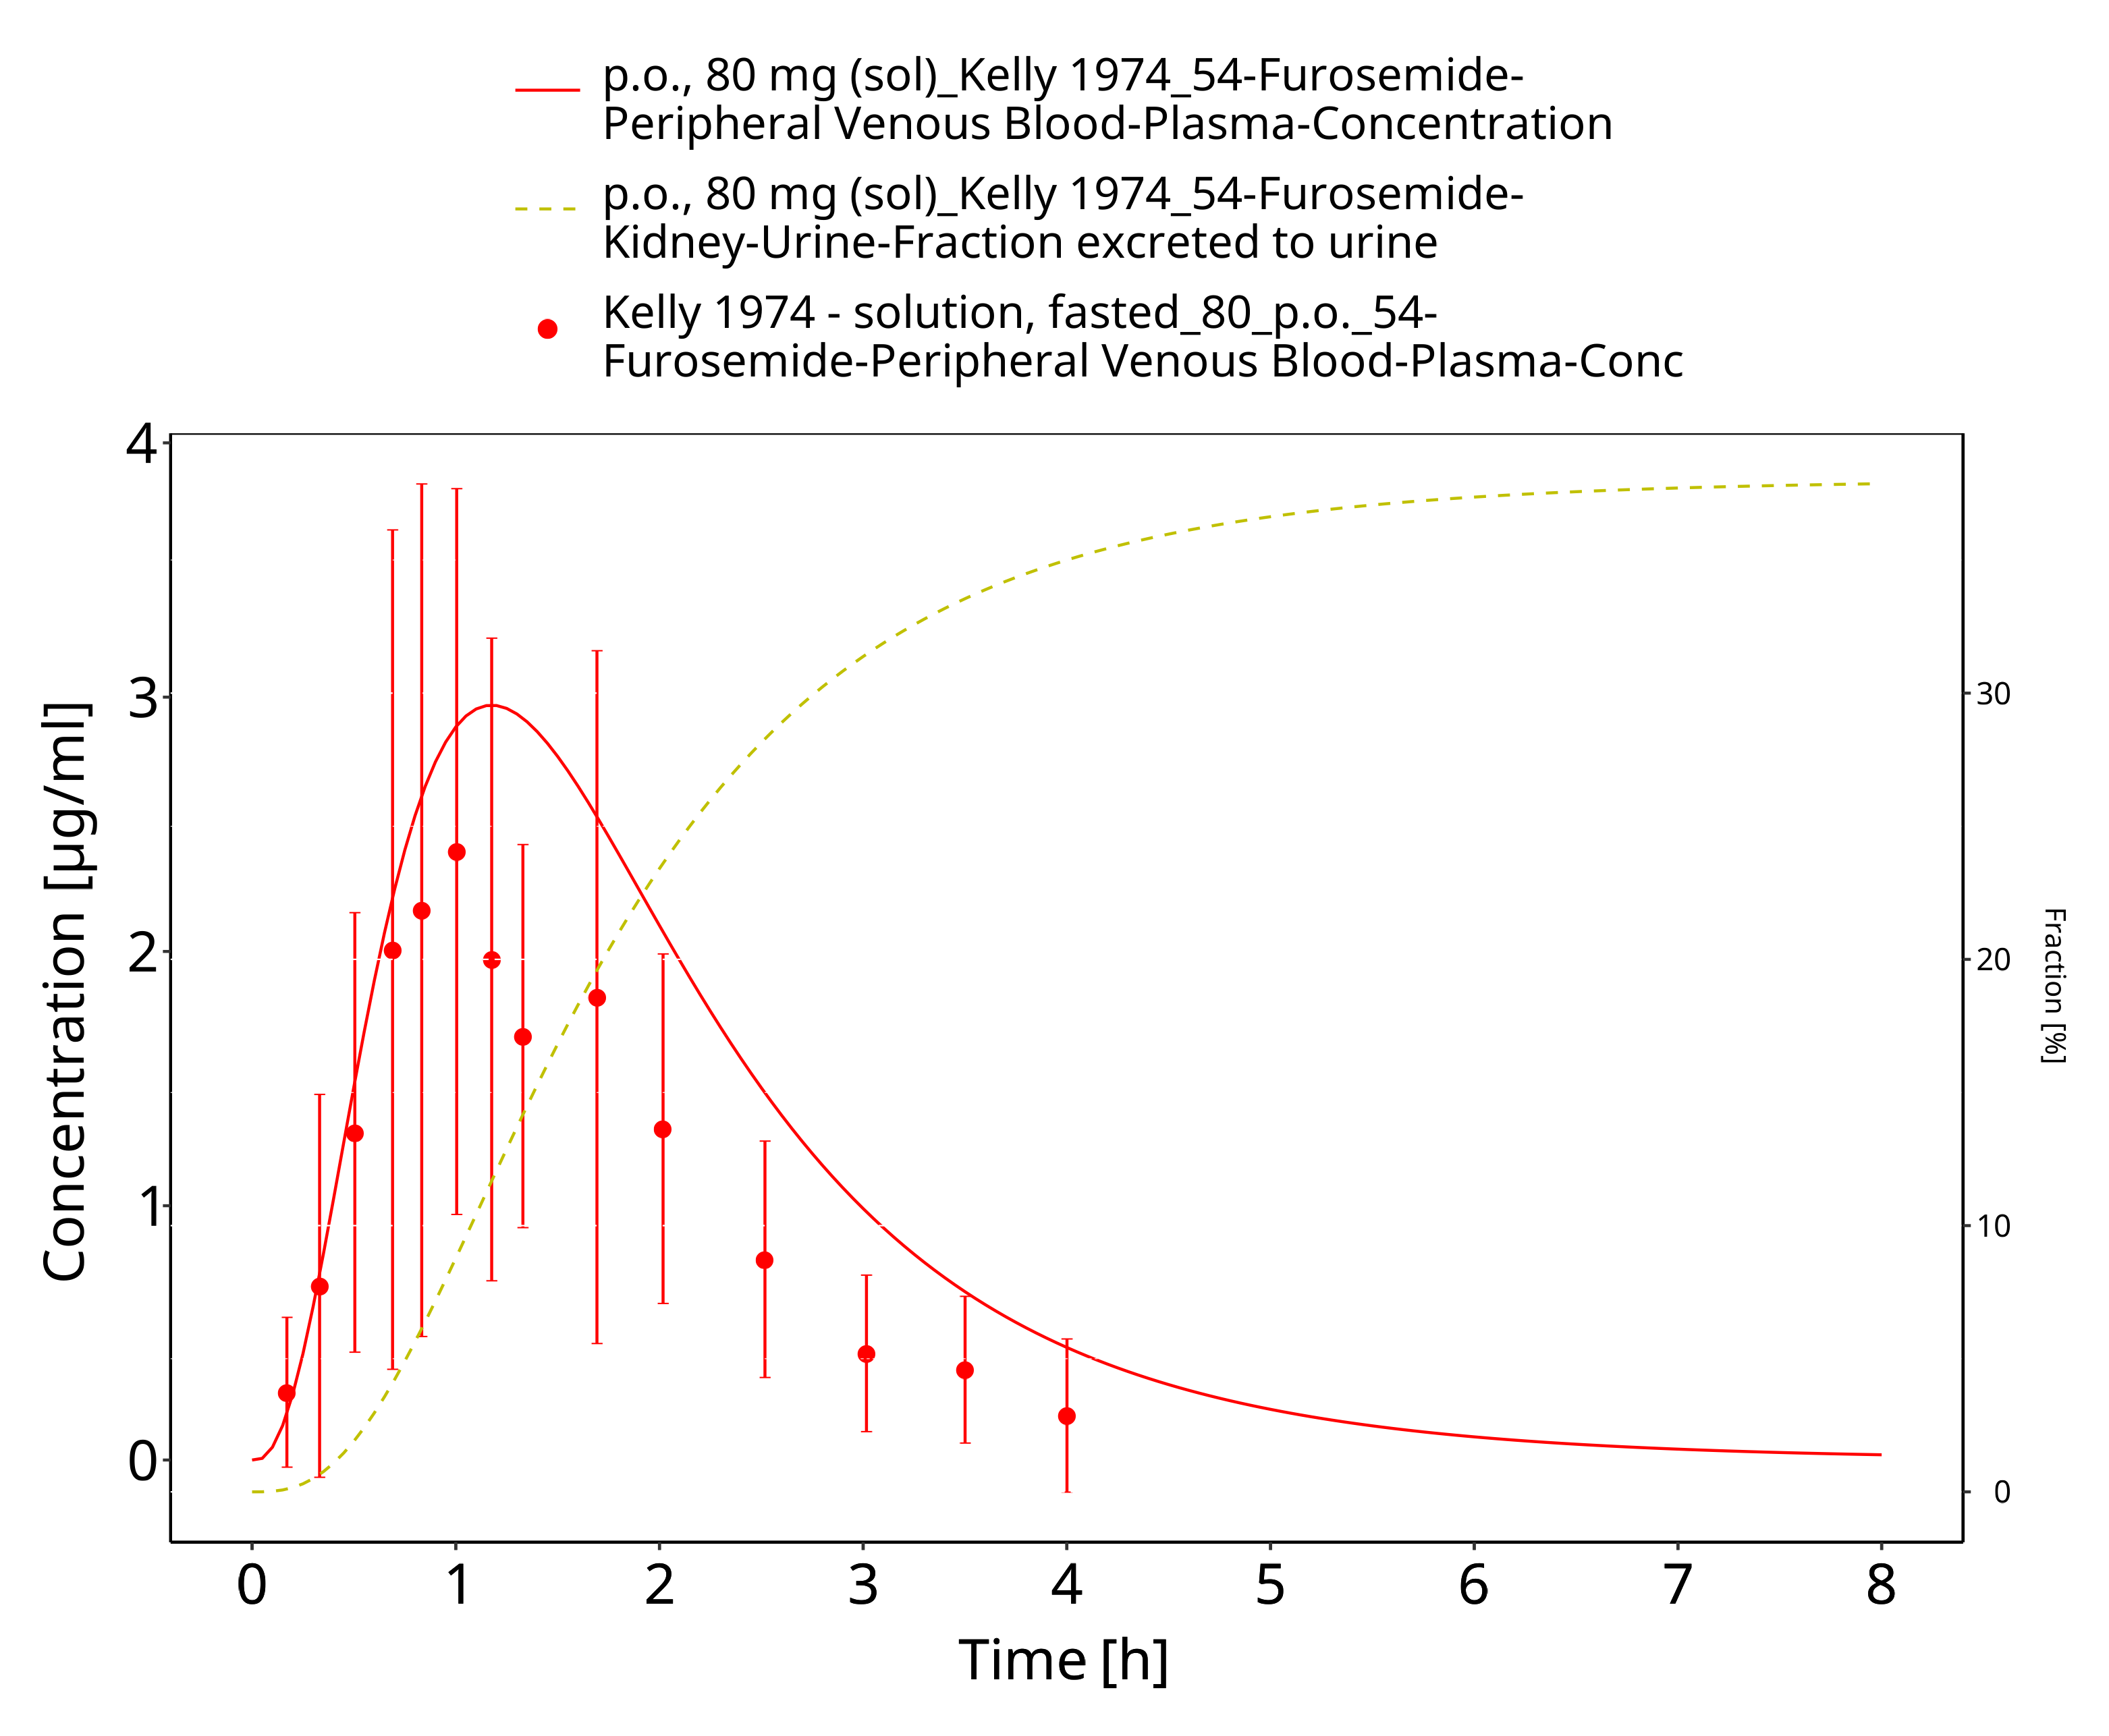 p.o., 80 mg (sol)_Kelly 1974_54-Furosemide-
Peripheral Venous Blood-Plasma-Concentration
p.o., 80 mg (sol)_Kelly 1974_54-Furosemide-
Kidney-Urine-Fraction excreted to urine
Kelly 1974 - solution, fasted_80_p.o._54-
Furosemide-Peripheral Venous Blood-Plasma-Conc
4
3
2
1
0
Concentration [µg/ml]
30
20
10
0
Fraction [%]
0 1 2 3 4 5 6 7 8
Time [h]